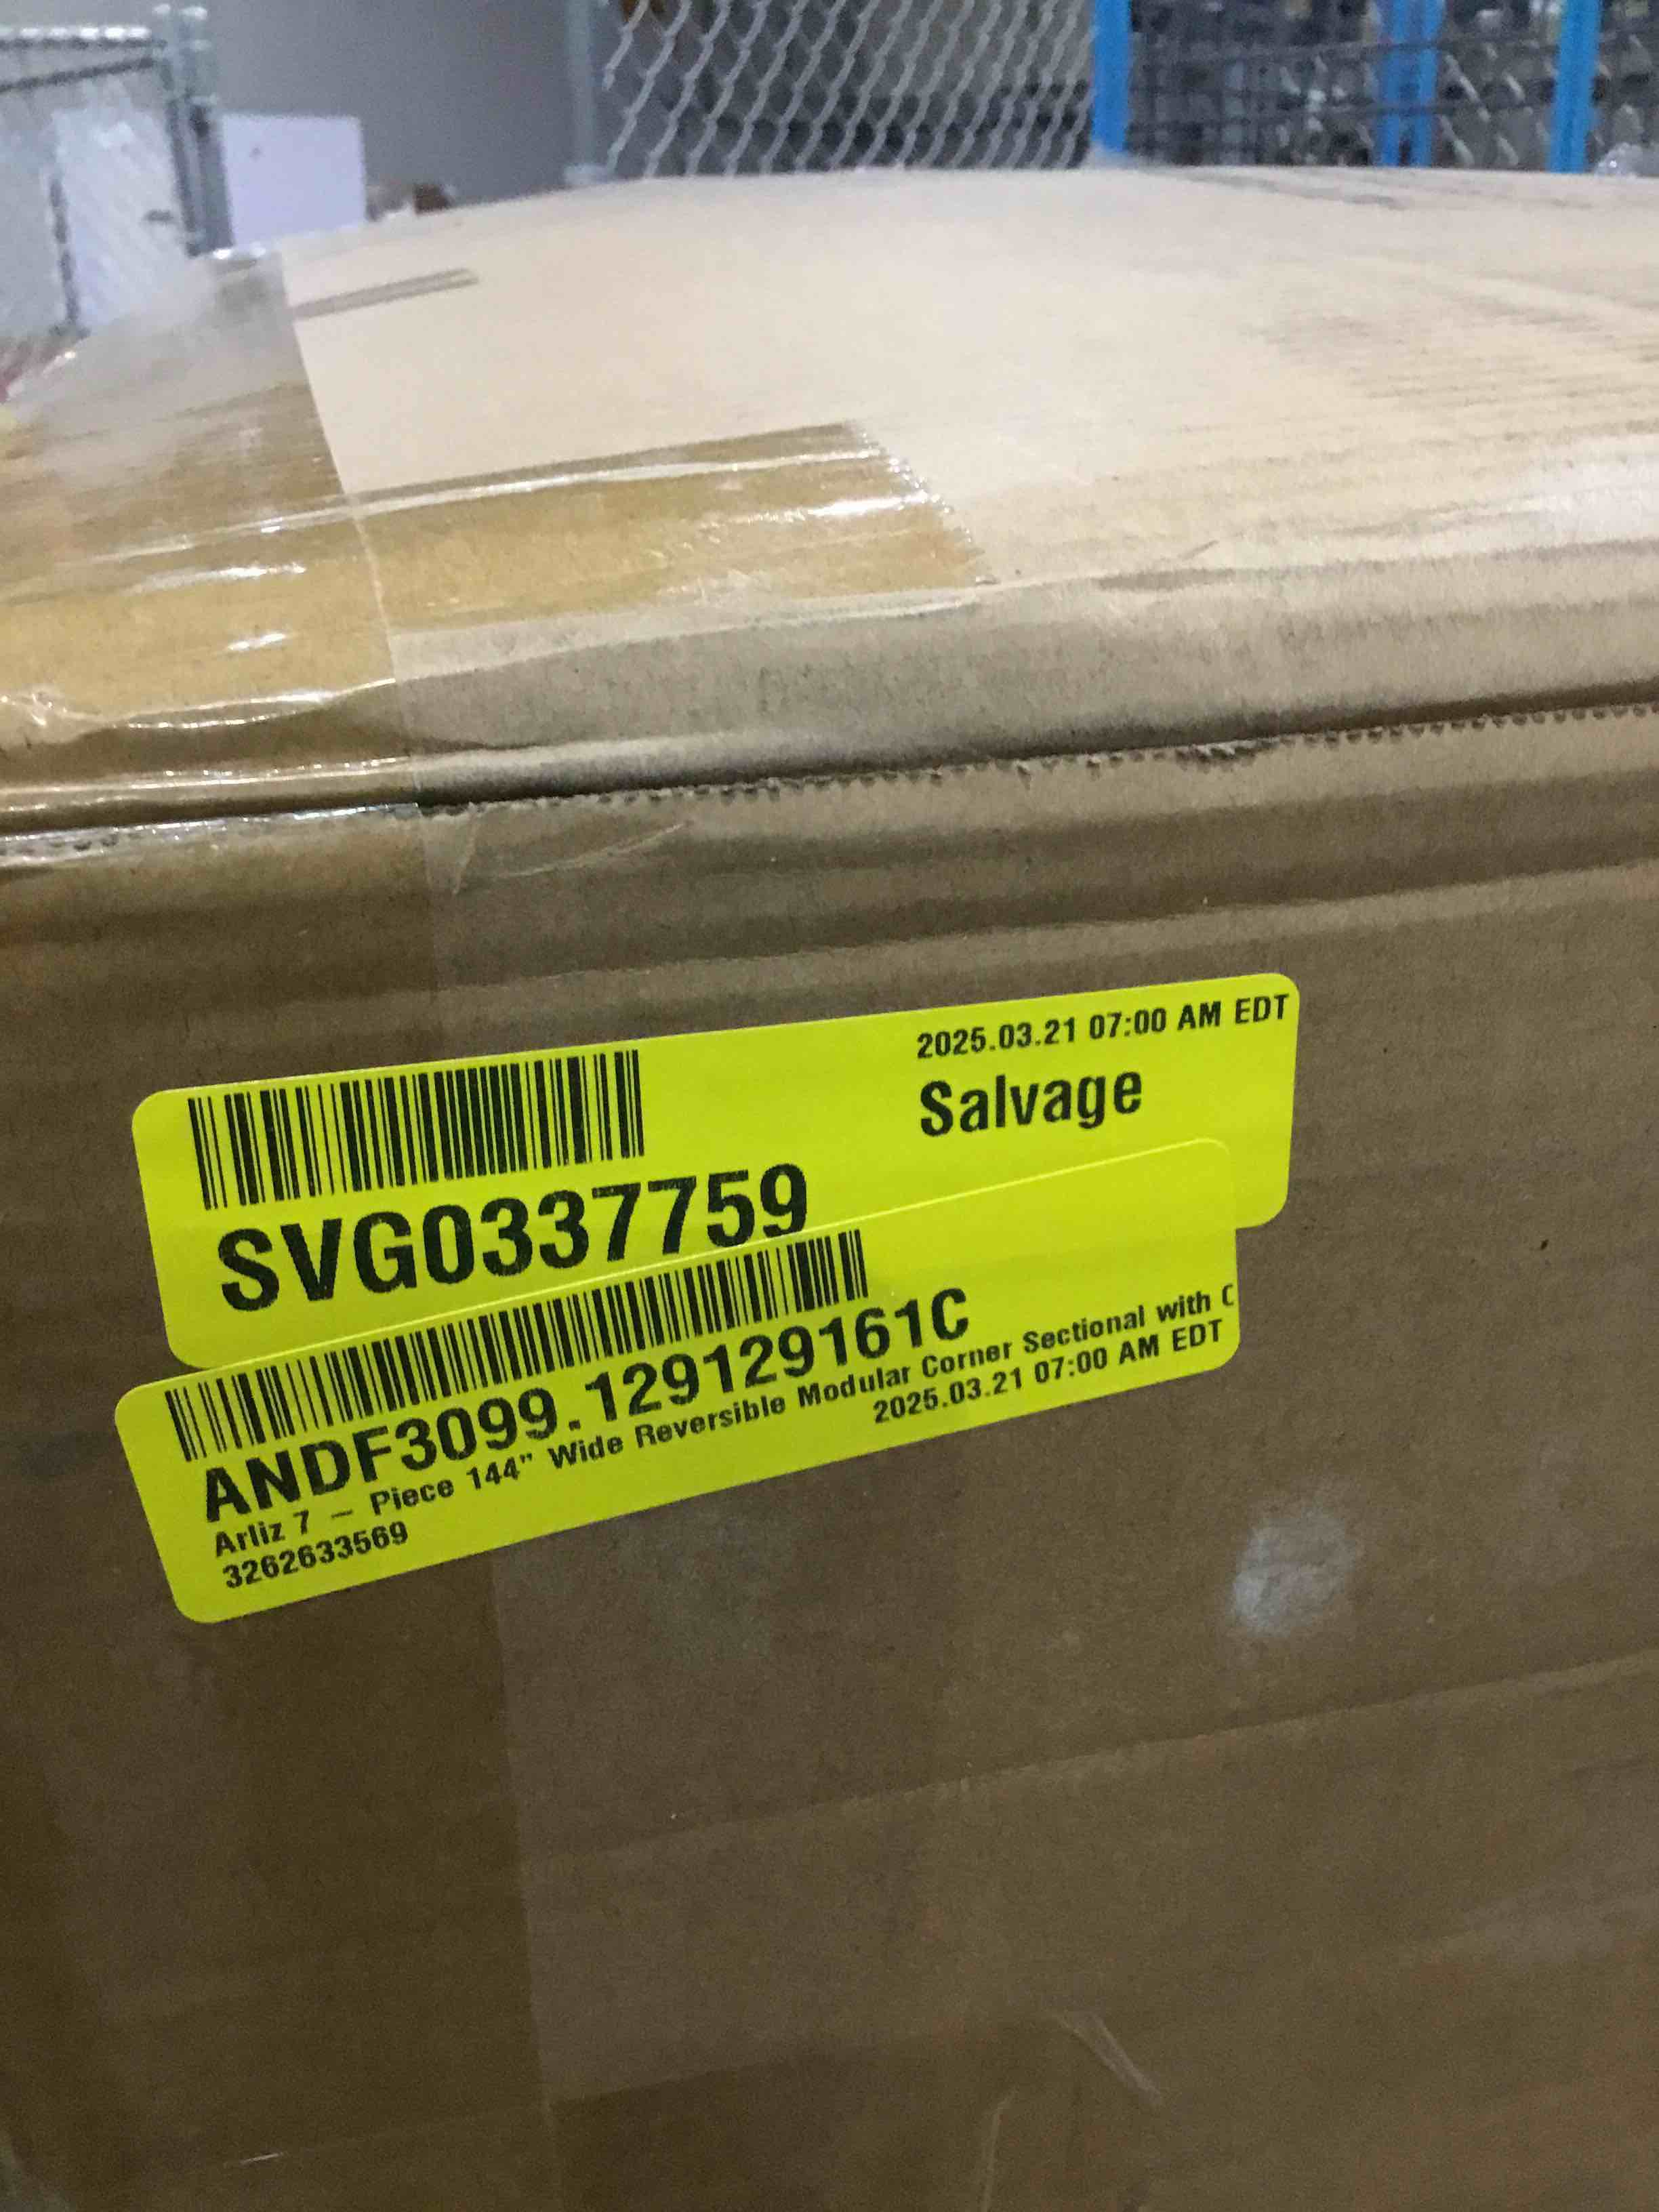 2025.03.21 07:00 AM EDT
Salvage
SVG0337759
ANDF3099.129129161C
Arliz 7 – Piece 144" Wide Reversible Modular Corner Sectional with C
2025.03.21 07:00 AM EDT
3262633569